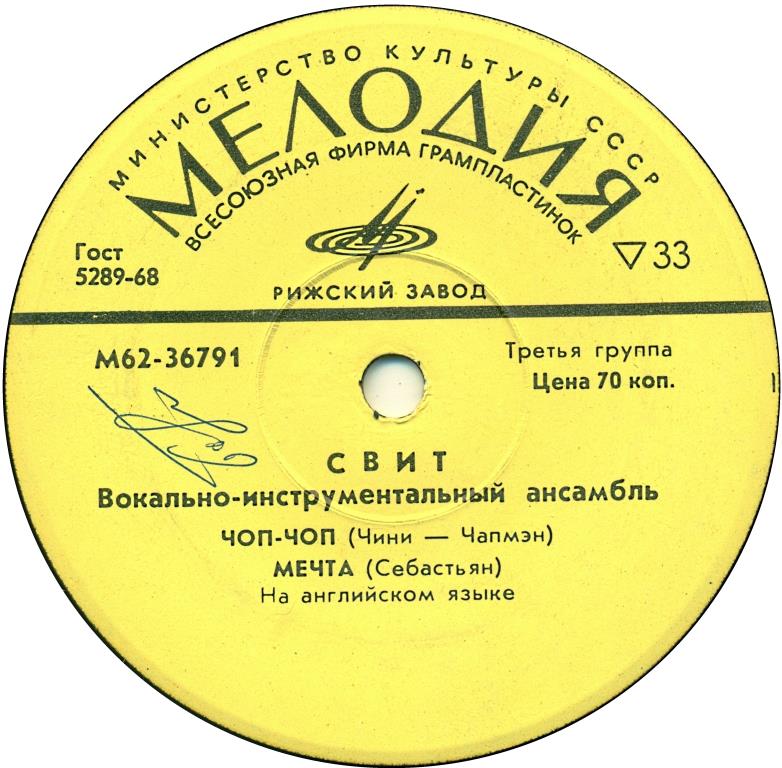 МИНИСТЕРСТВО КУЛЬТУРЫ СССР
МЕЛОДИЯ
ВСЕСОЮЗНАЯ ФИРМА ГРАМПЛАСТИНОК
Гост
5289-68
▽33
РИЖСКИЙ ЗАВОД
М62-36791
Третья группа
Цена 70 коп.
СВИТ
Вокально-инструментальный ансамбль
ЧОП-ЧОП (Чини — Чапмэн)
МЕЧТА (Себастьян)
На английском языке